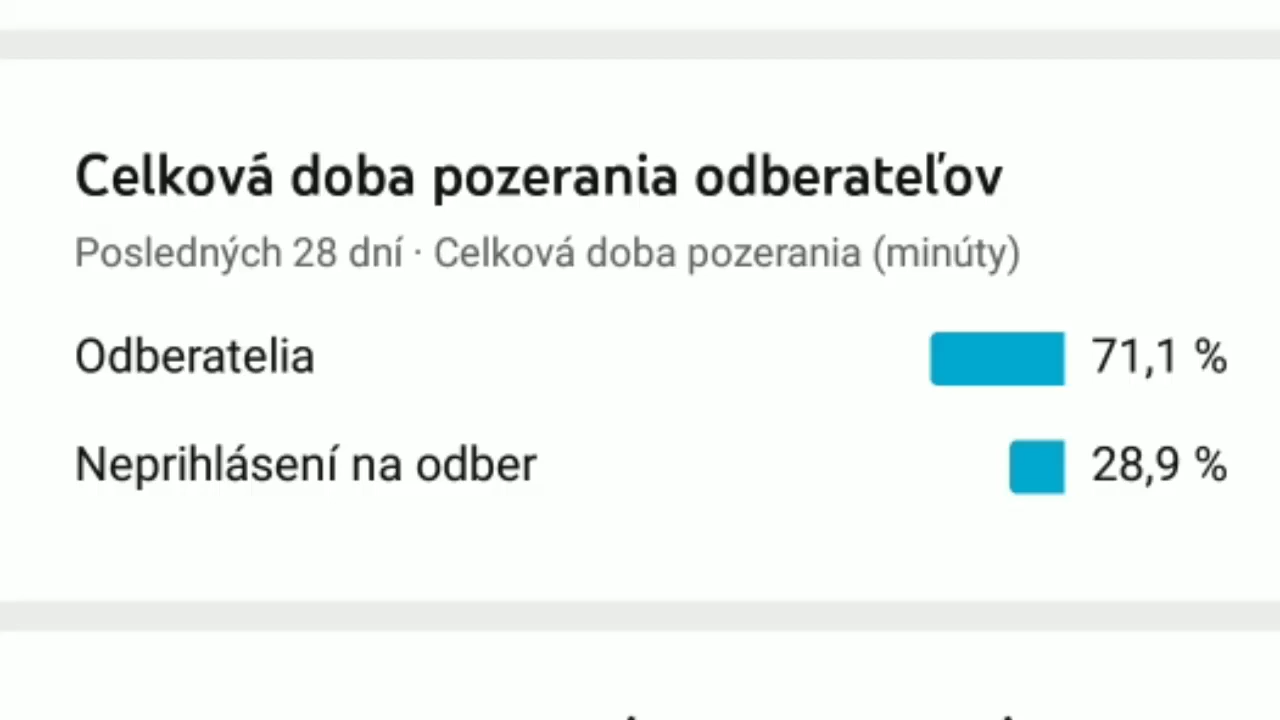 Celková doba pozerania odberateľov
Posledných 28 dní · Celková doba pozerania (minúty)
Odberatelia 71,1 %
Neprihlásení na odber 28,9 %